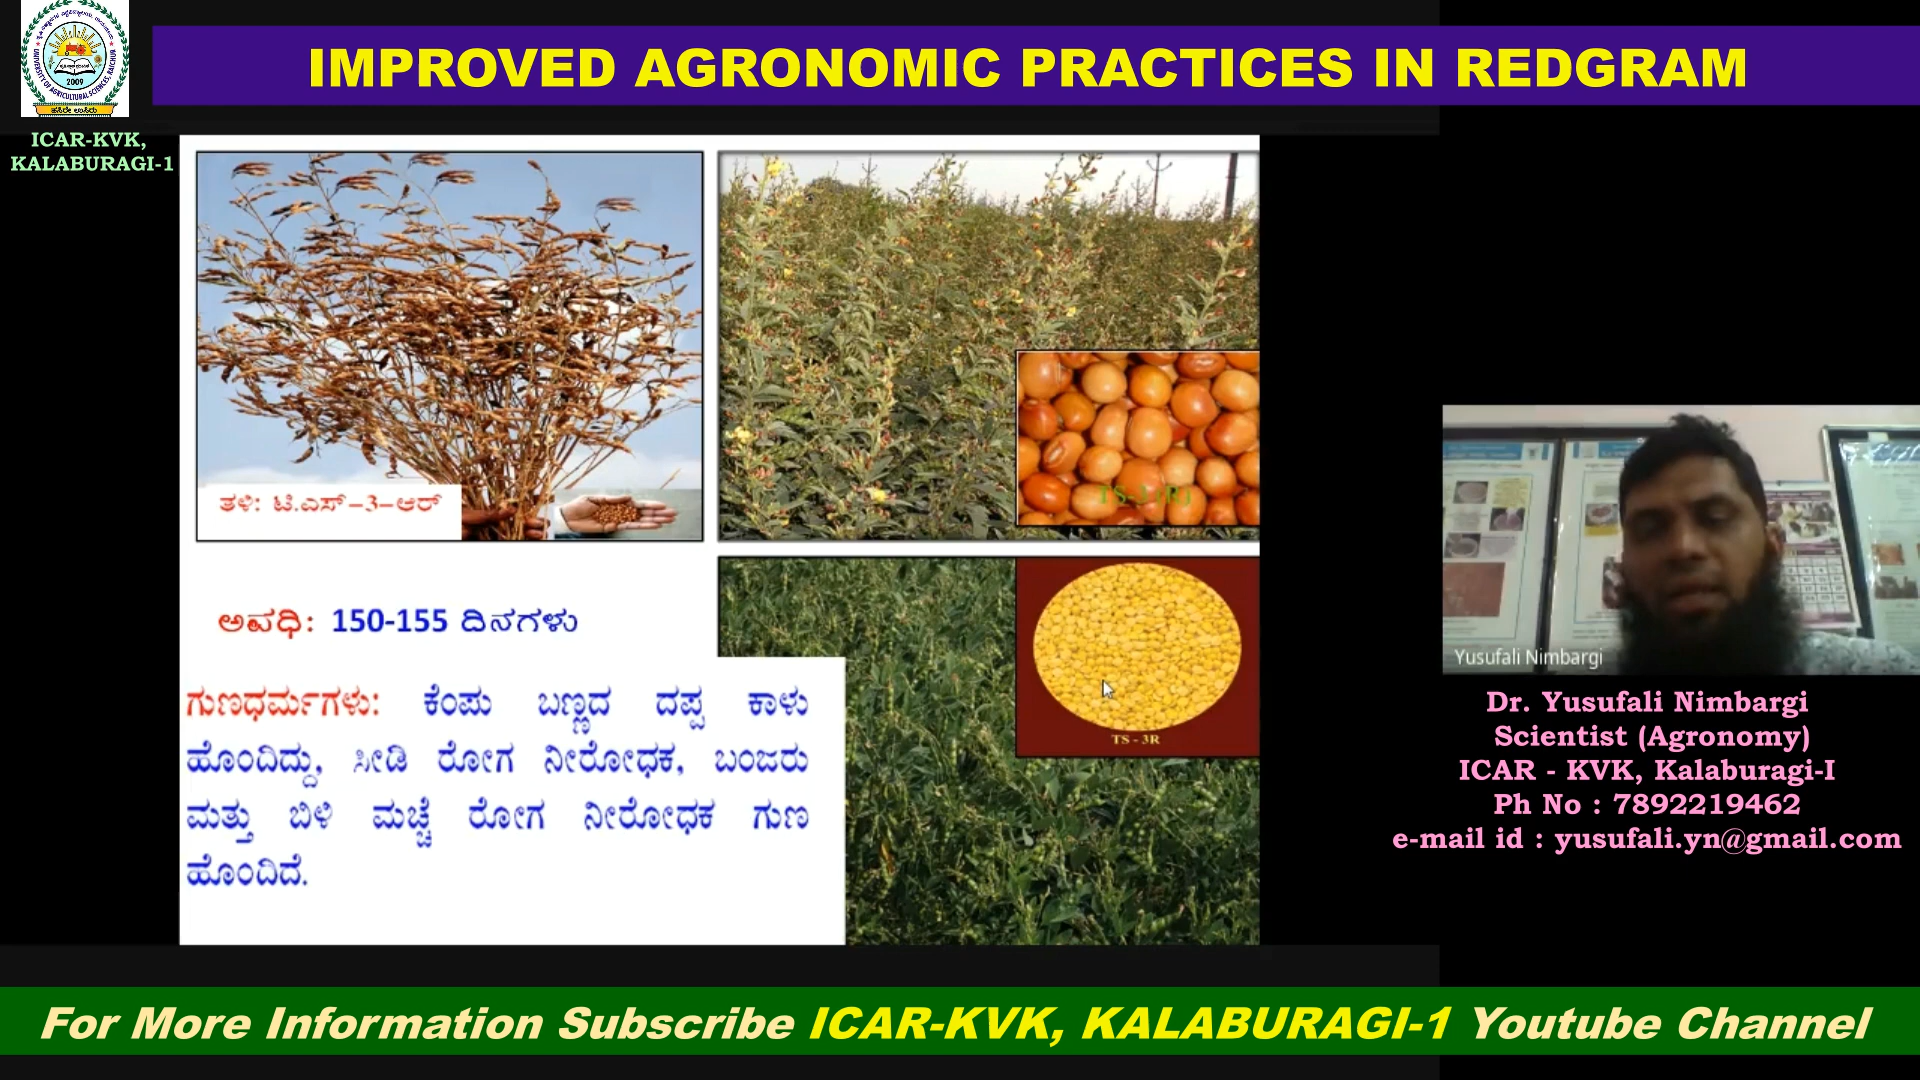 IMPROVED AGRONOMIC PRACTICES IN REDGRAM
2009
ICAR-KVK,
KALABURAGI-1
ತಳಿ: ಟಿ.ಎಸ್-3-ಆರ್
TS-3 (R)
ಅವಧಿ: 150-155 ದಿನಗಳು
ಗುಣಧರ್ಮಗಳು: ಕೆಂಪು ಬಣ್ಣದ ದಪ್ಪ ಕಾಳು
ಹೊಂದಿದ್ದು, ಸೀಡಿ ರೋಗ ನೀರೋಧಕ, ಬಂಜರು
ಮತ್ತು ಬಿಳಿ ಮಚ್ಚೆ ರೋಗ ನೀರೋಧಕ ಗುಣ
ಹೊಂದಿದೆ.
TS - 3R
Yusufali Nimbargi
Dr. Yusufali Nimbargi
Scientist (Agronomy)
ICAR - KVK, Kalaburagi-I
Ph No : 7892219462
e-mail id : yusufali.yn@gmail.com
For More Information Subscribe ICAR-KVK, KALABURAGI-1 Youtube Channel